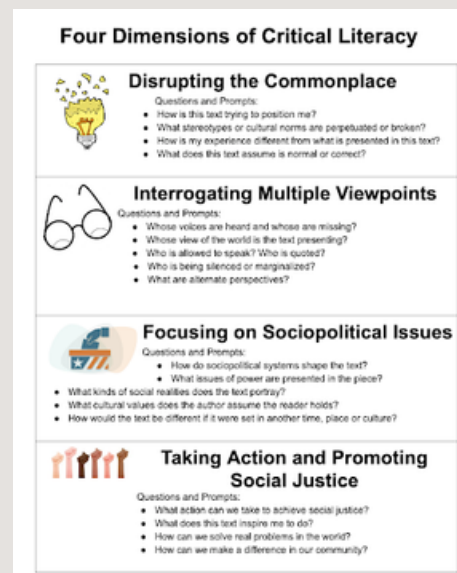 Four Dimensions of Critical Literacy
Disrupting the Commonplace
Questions and Prompts:
• How is this text trying to position me?
• What stereotypes or cultural norms are perpetuated or broken?
• How is my experience different from what is presented in this text?
• What does this text assume is normal or correct?
Interrogating Multiple Viewpoints
Questions and Prompts:
• Whose voices are heard and whose are missing?
• Whose view of the world is the text presenting?
• Who is allowed to speak? Who is quoted?
• Who is being silenced or marginalized?
• What are alternate perspectives?
Focusing on Sociopolitical Issues
Questions and Prompts:
• How do sociopolitical systems shape the text?
• What issues of power are presented in the piece?
• What kinds of social realities does the text portray?
• What cultural values does the author assume the reader holds?
• How would the text be different if it were set in another time, place or culture?
Taking Action and Promoting
Social Justice
Questions and Prompts:
• What action can we take to achieve social justice?
• What does this text inspire me to do?
• How can we solve real problems in the world?
• How can we make a difference in our community?